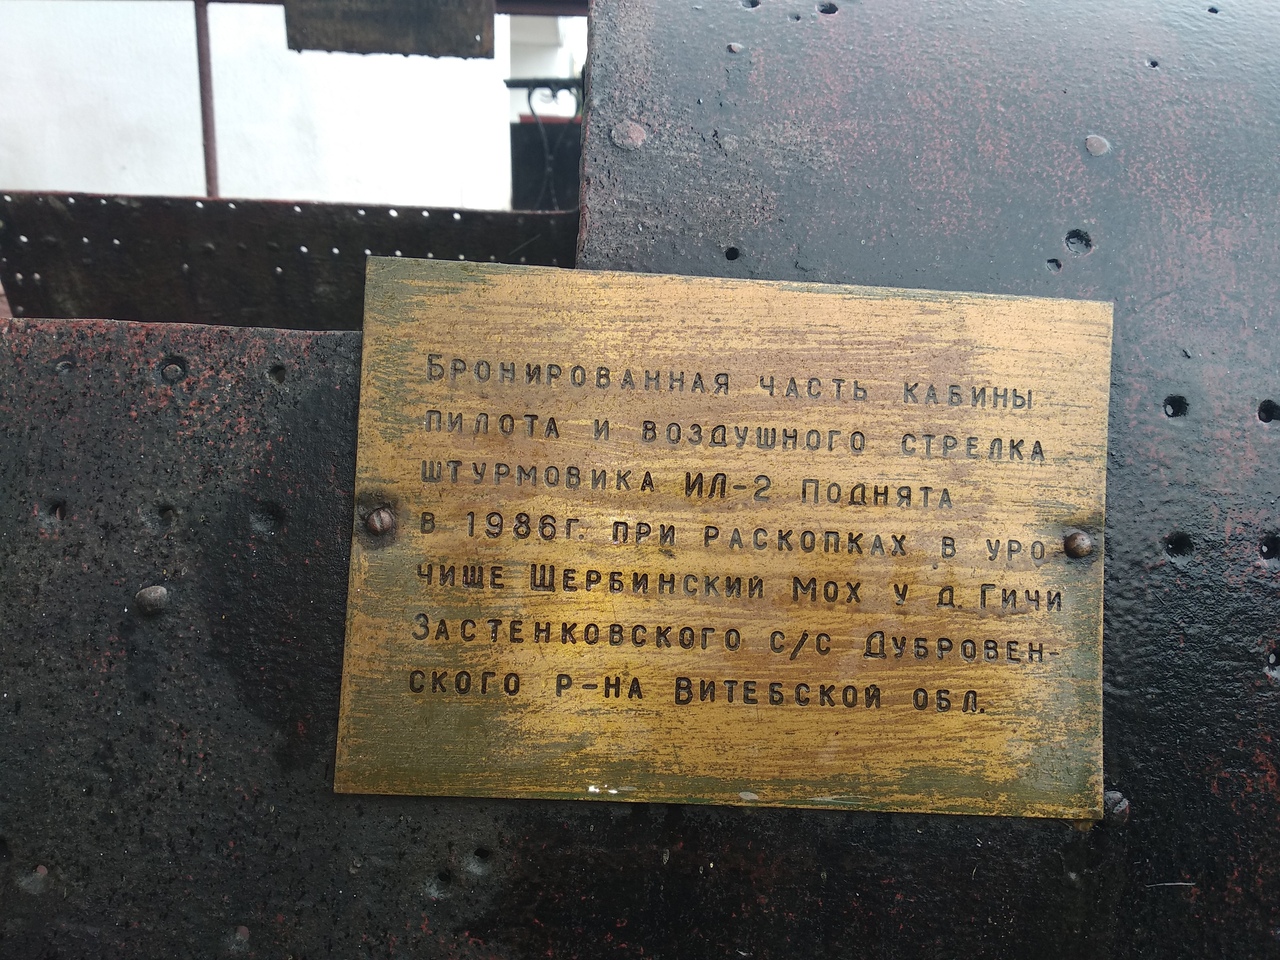 Бронированная часть кабины
пилота и воздушного стрелка
штурмовика ИЛ-2 поднята
в 1986г. при раскопках в уро
чище Щербинский Мох у д. Гичи
Застенковского с/с Дубровен-
ского р-на Витебской обл.